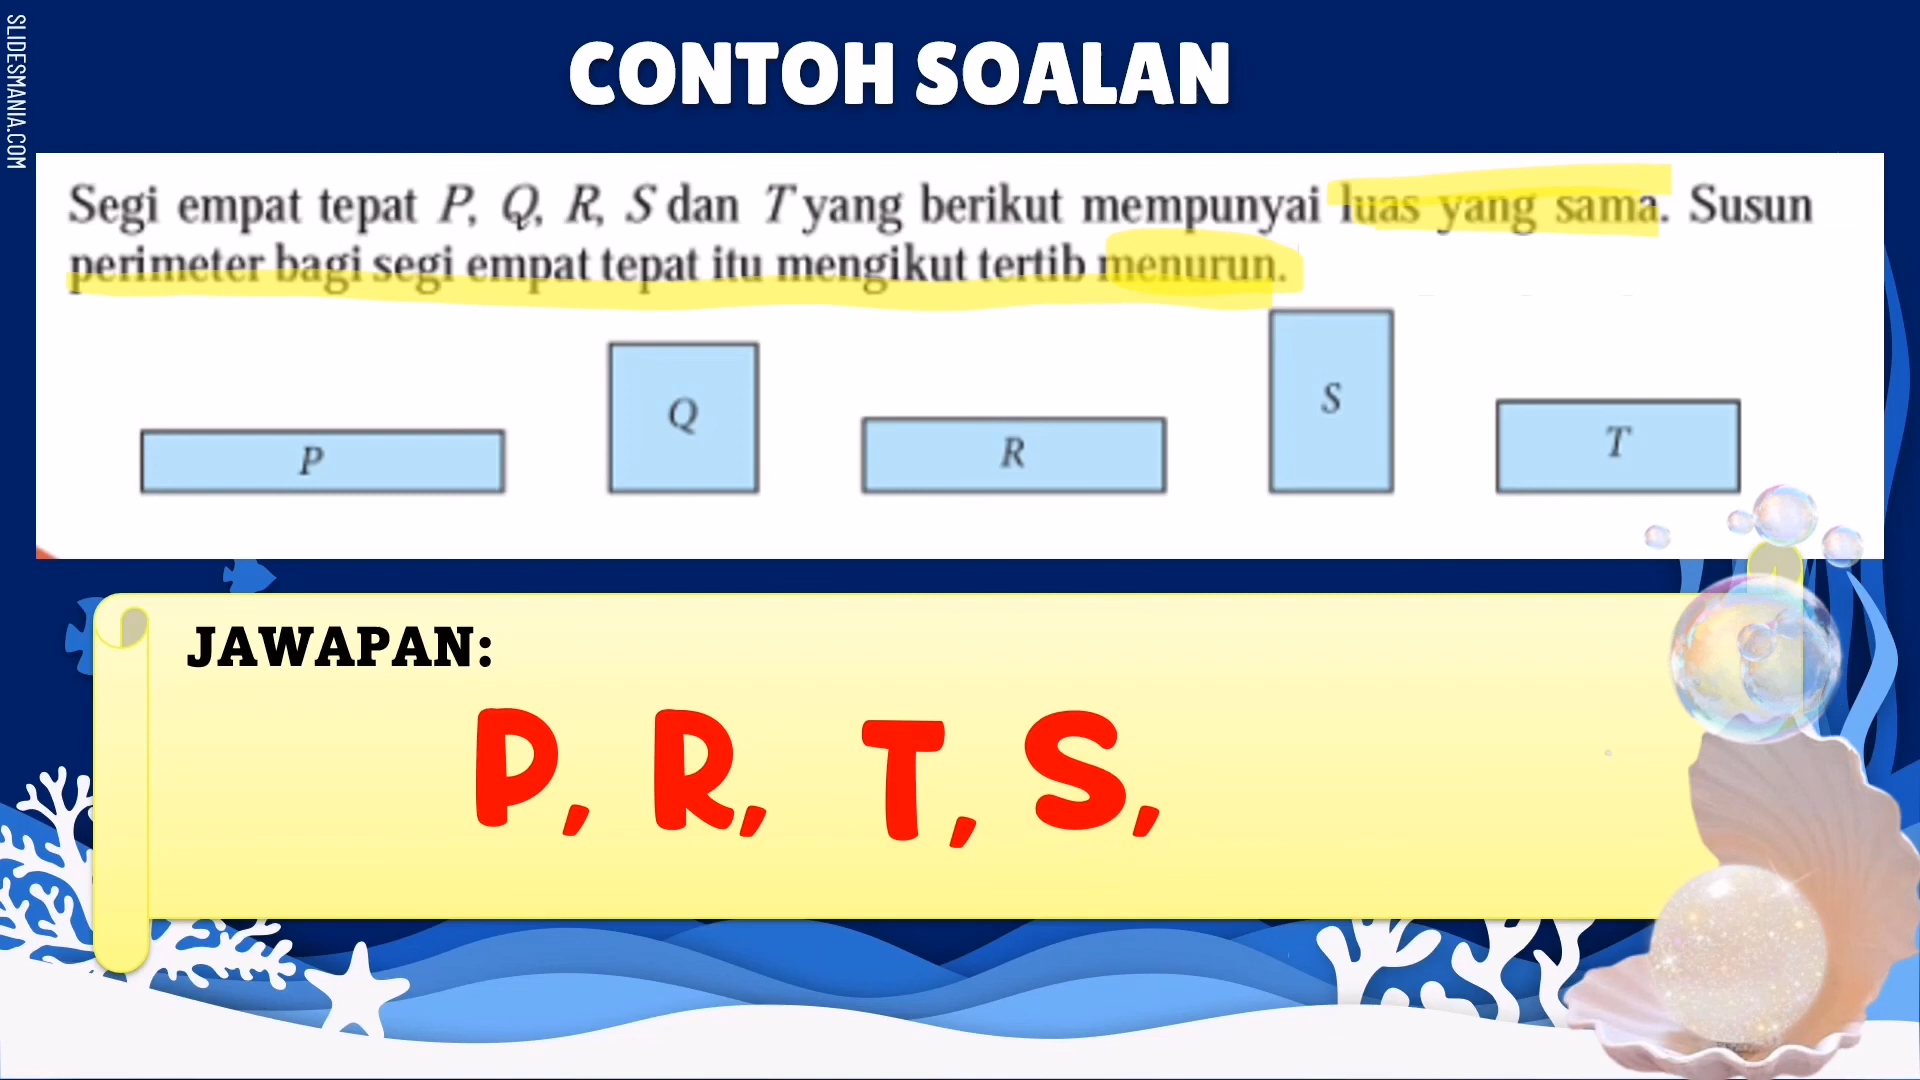 SLIDESMANIA.COM
CONTOH SOALAN
Segi empat tepat P, Q, R, S dan T yang berikut mempunyai luas yang sama. Susun
perimeter bagi segi empat tepat itu mengikut tertib menurun.
P
Q
R
S
T
JAWAPAN:
P, R, T, S,